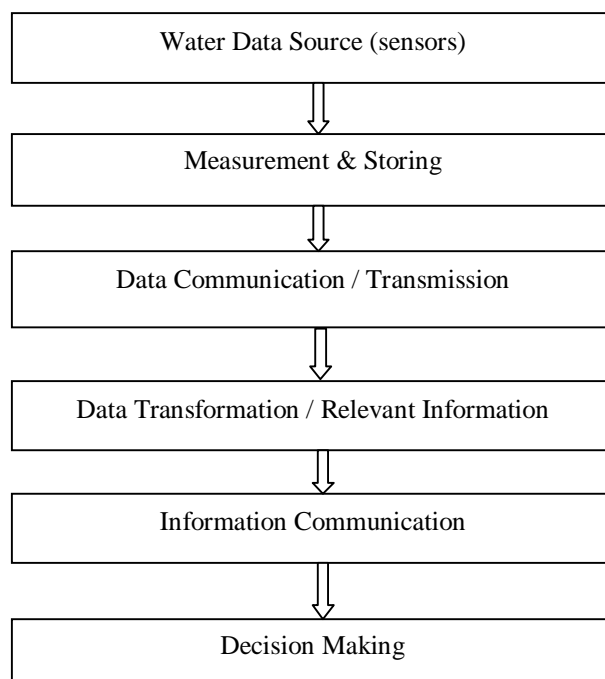 Water Data Source (sensors)
Measurement & Storing
Data Communication / Transmission
Data Transformation / Relevant Information
Information Communication
Decision Making